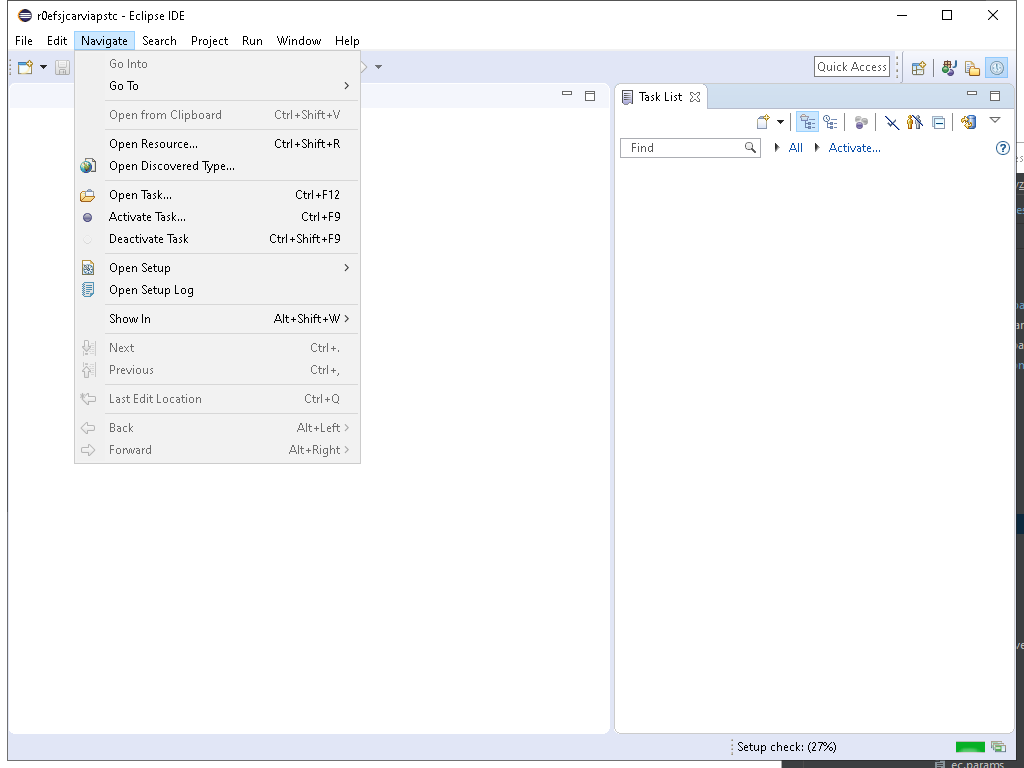 r0efsjcarviapstc - Eclipse IDE
File Edit Navigate Search Project Run Window Help
Quick Access
Go Into
Go To
Open from Clipboard Ctrl+Shift+V
Open Resource... Ctrl+Shift+R
Open Discovered Type...
Open Task... Ctrl+F12
Activate Task... Ctrl+F9
Deactivate Task Ctrl+Shift+F9
Open Setup
Open Setup Log
Show In Alt+Shift+W
Next Ctrl+.
Previous Ctrl+,
Last Edit Location Ctrl+Q
Back Alt+Left
Forward Alt+Right
Task List
Find All Activate...
Setup check: (27%)
ec.params